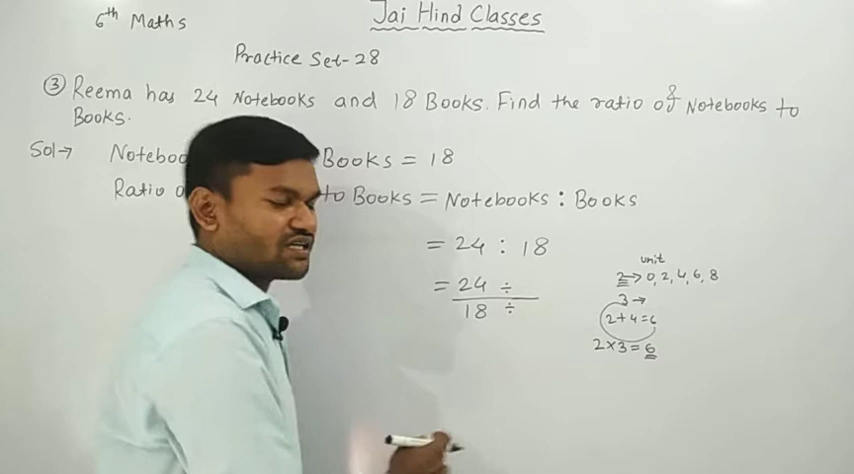 6th Maths
Jai Hind Classes
Practice Set-28
③ Reema has 24 Notebooks and 18 Books. Find the ratio of Notebooks to
Books.
Sol→ Books = 18
Ratio to Books = Notebooks : Books
= 24 : 18
= 24 ÷
18 ÷
unit
2→0, 2, 4, 6, 8
3→
2+4=6
2×3=6